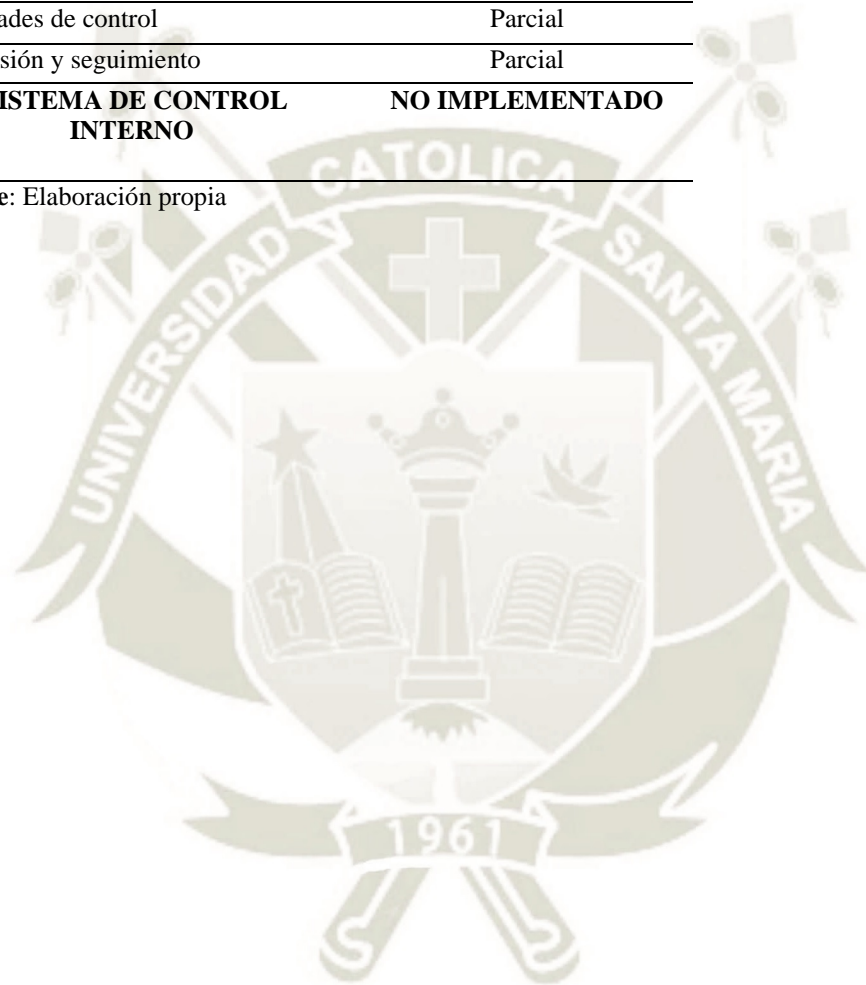 ades de control Parcial
sión y seguimiento Parcial
ISTEMA DE CONTROL NO IMPLEMENTADO
INTERNO
e: Elaboración propia
UNIVERSIDAD CATOLICA SANTA MARIA
1961